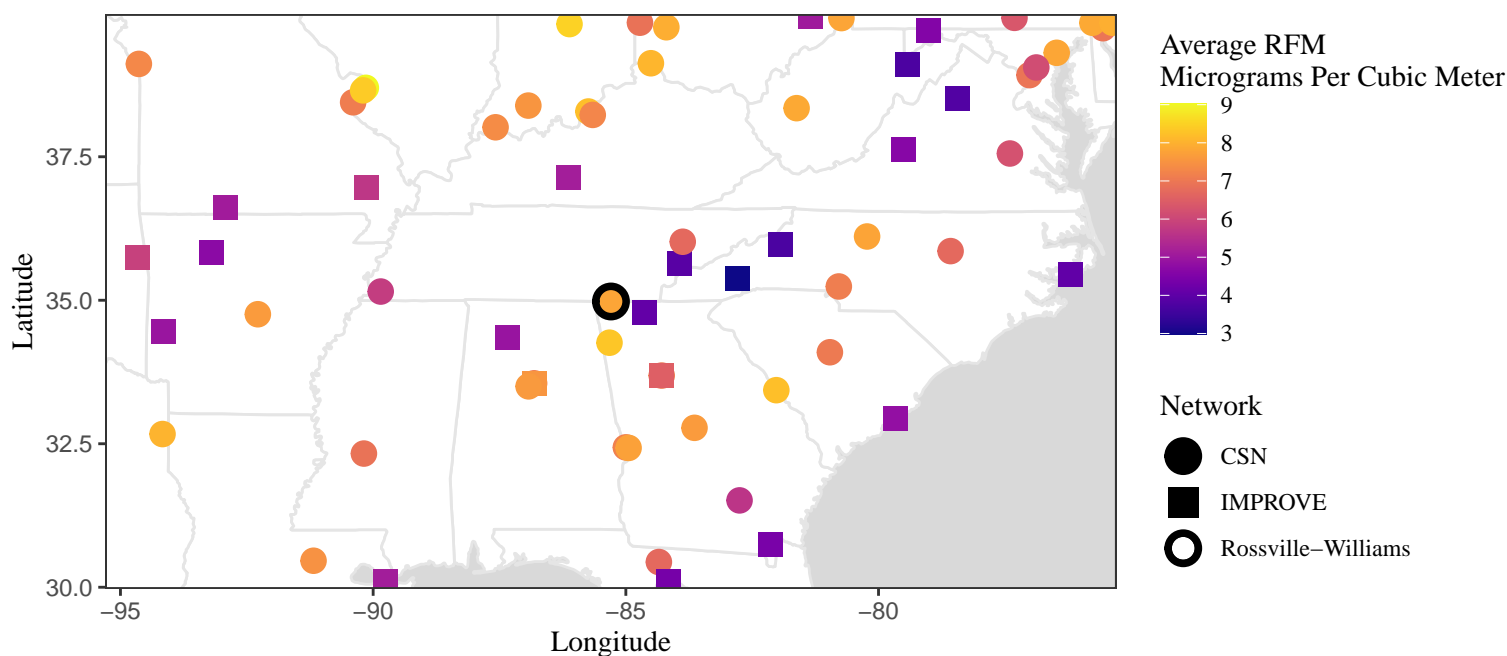 Average RFM
Micrograms Per Cubic Meter
9
8
7
6
5
4
3
Network
CSN
IMPROVE
Rossville−Williams
37.5
35.0
32.5
30.0
Latitude
−95
−90
−85
−80
Longitude